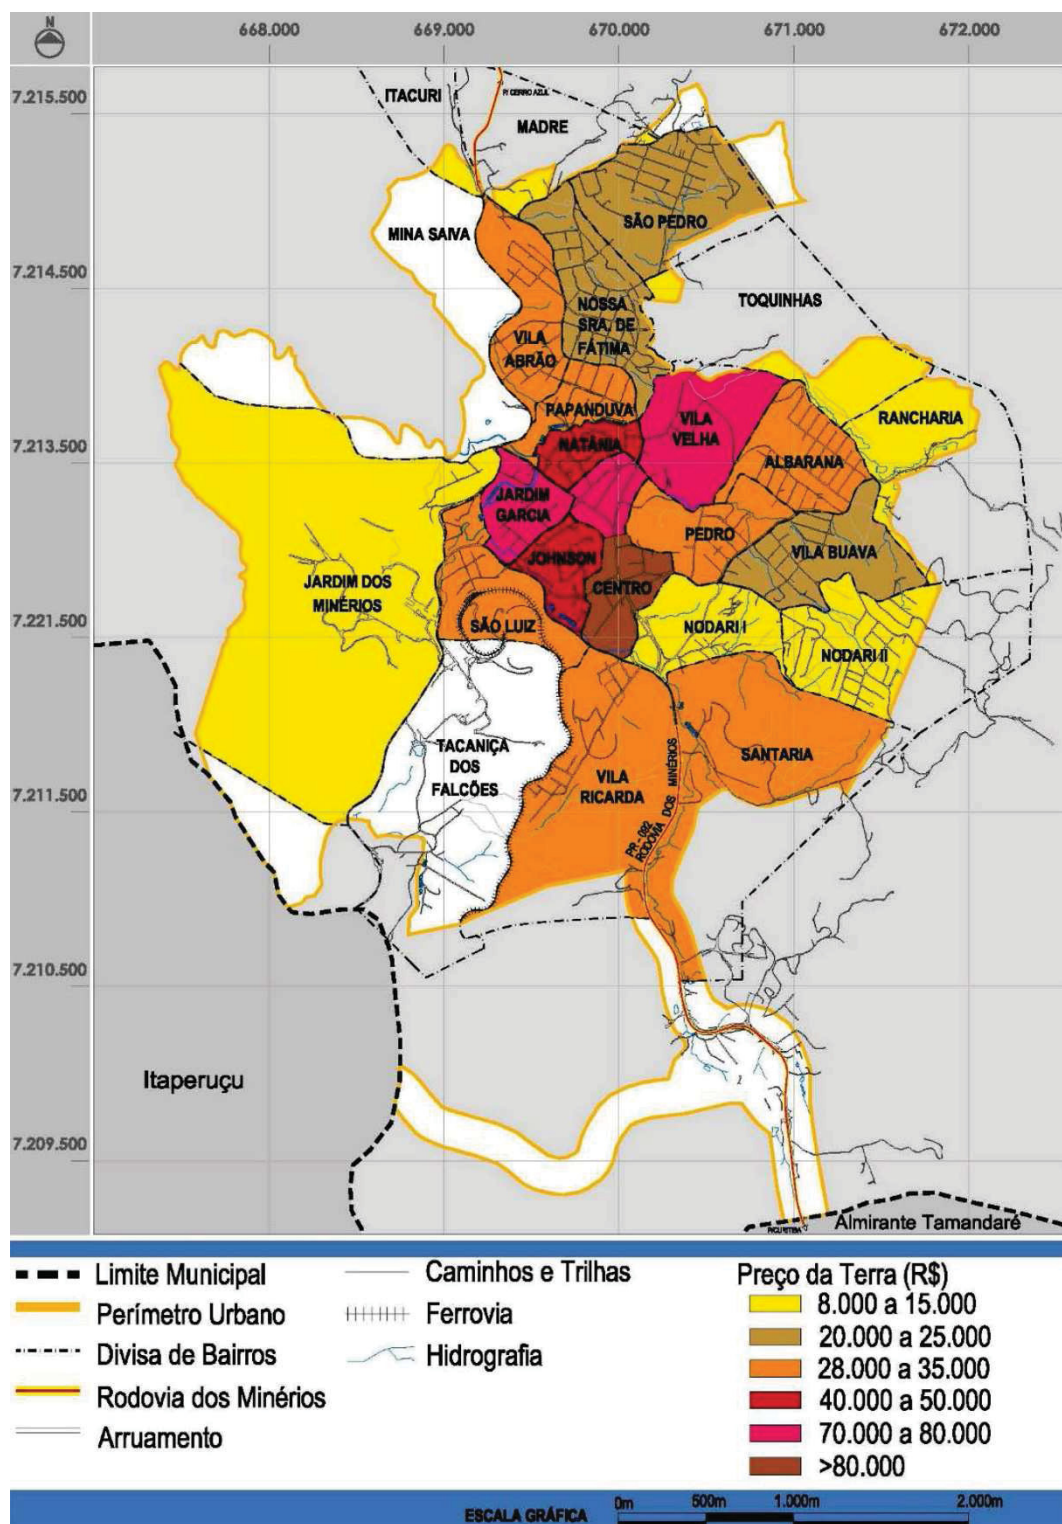 N
668.000 669.000 670.000 671.000 672.000
7.215.500
ITACURI
P/ CERRO AZUL
MADRE
SÃO PEDRO
MINA SAIVA
7.214.500
TOQUINHAS
NOSSA
SRA. DE
FÁTIMA
VILA
ABRÃO
PAPANDUVA
VILA
VELHA
RANCHARIA
7.213.500
NATÂNIA
ALBARANA
JARDIM
GARCIA
PEDRO
VILA BUAVA
JOHNSON
JARDIM DOS
MINÉRIOS
CENTRO
7.221.500
SÃO LUIZ
NODARI I
NODARI II
TACANIÇA
DOS
FALCÕES
VILA
RICARDA
SANTARIA
PR - 092
RODOVIA DOS MINÉRIOS
7.211.500
7.210.500
Itaperuçu
7.209.500
P/CURITIBA
Almirante Tamandaré
Limite Municipal
Perímetro Urbano
Divisa de Bairros
Rodovia dos Minérios
Arruamento
Caminhos e Trilhas
Ferrovia
Hidrografia
Preço da Terra (R$)
8.000 a 15.000
20.000 a 25.000
28.000 a 35.000
40.000 a 50.000
70.000 a 80.000
>80.000
ESCALA GRÁFICA
0m 500m 1.000m 2.000m